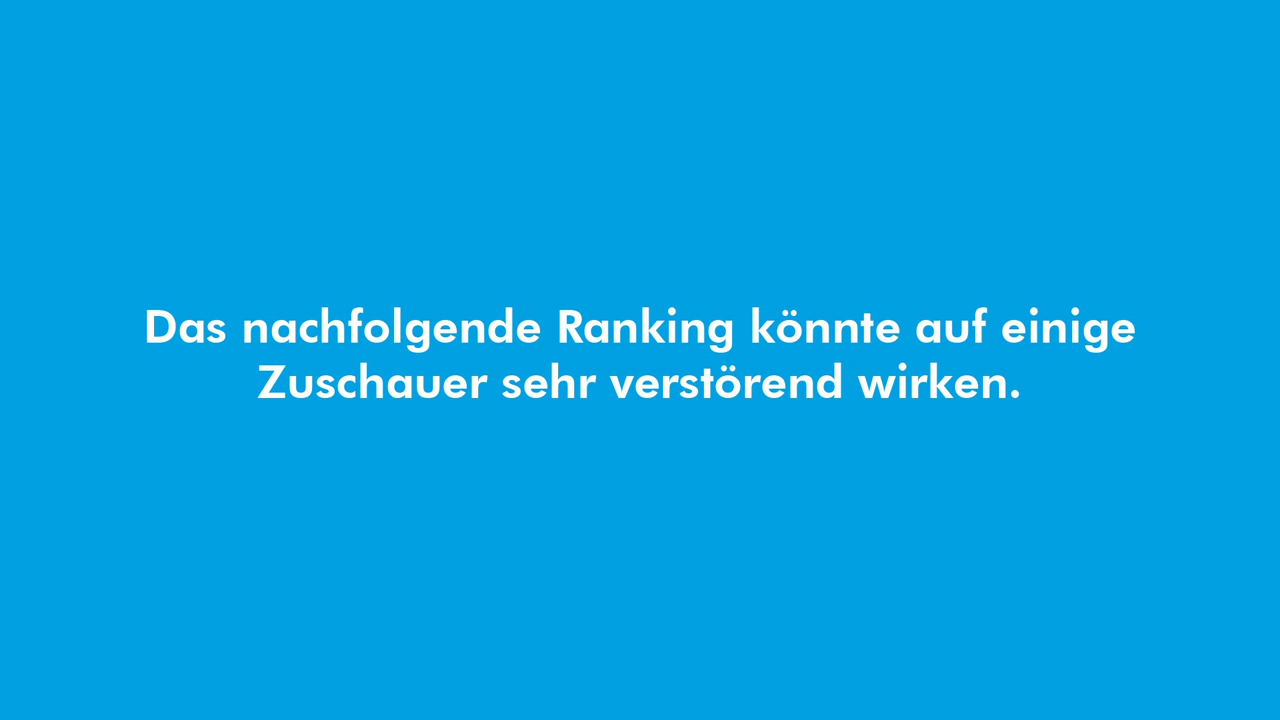 Das nachfolgende Ranking könnte auf einige
Zuschauer sehr verstörend wirken.